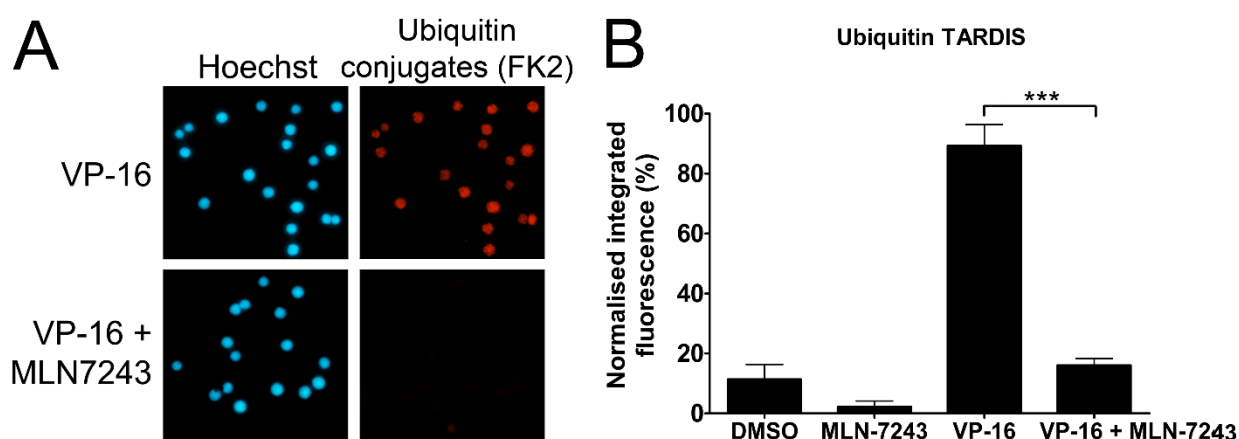 A
Hoechst
Ubiquitin
conjugates (FK2)
VP-16
VP-16 +
MLN7243
B
Ubiquitin TARDIS
Normalised integrated
fluorescence (%)
100
80
60
40
20
0
***
DMSO
MLN-7243
VP-16
VP-16 + MLN-7243